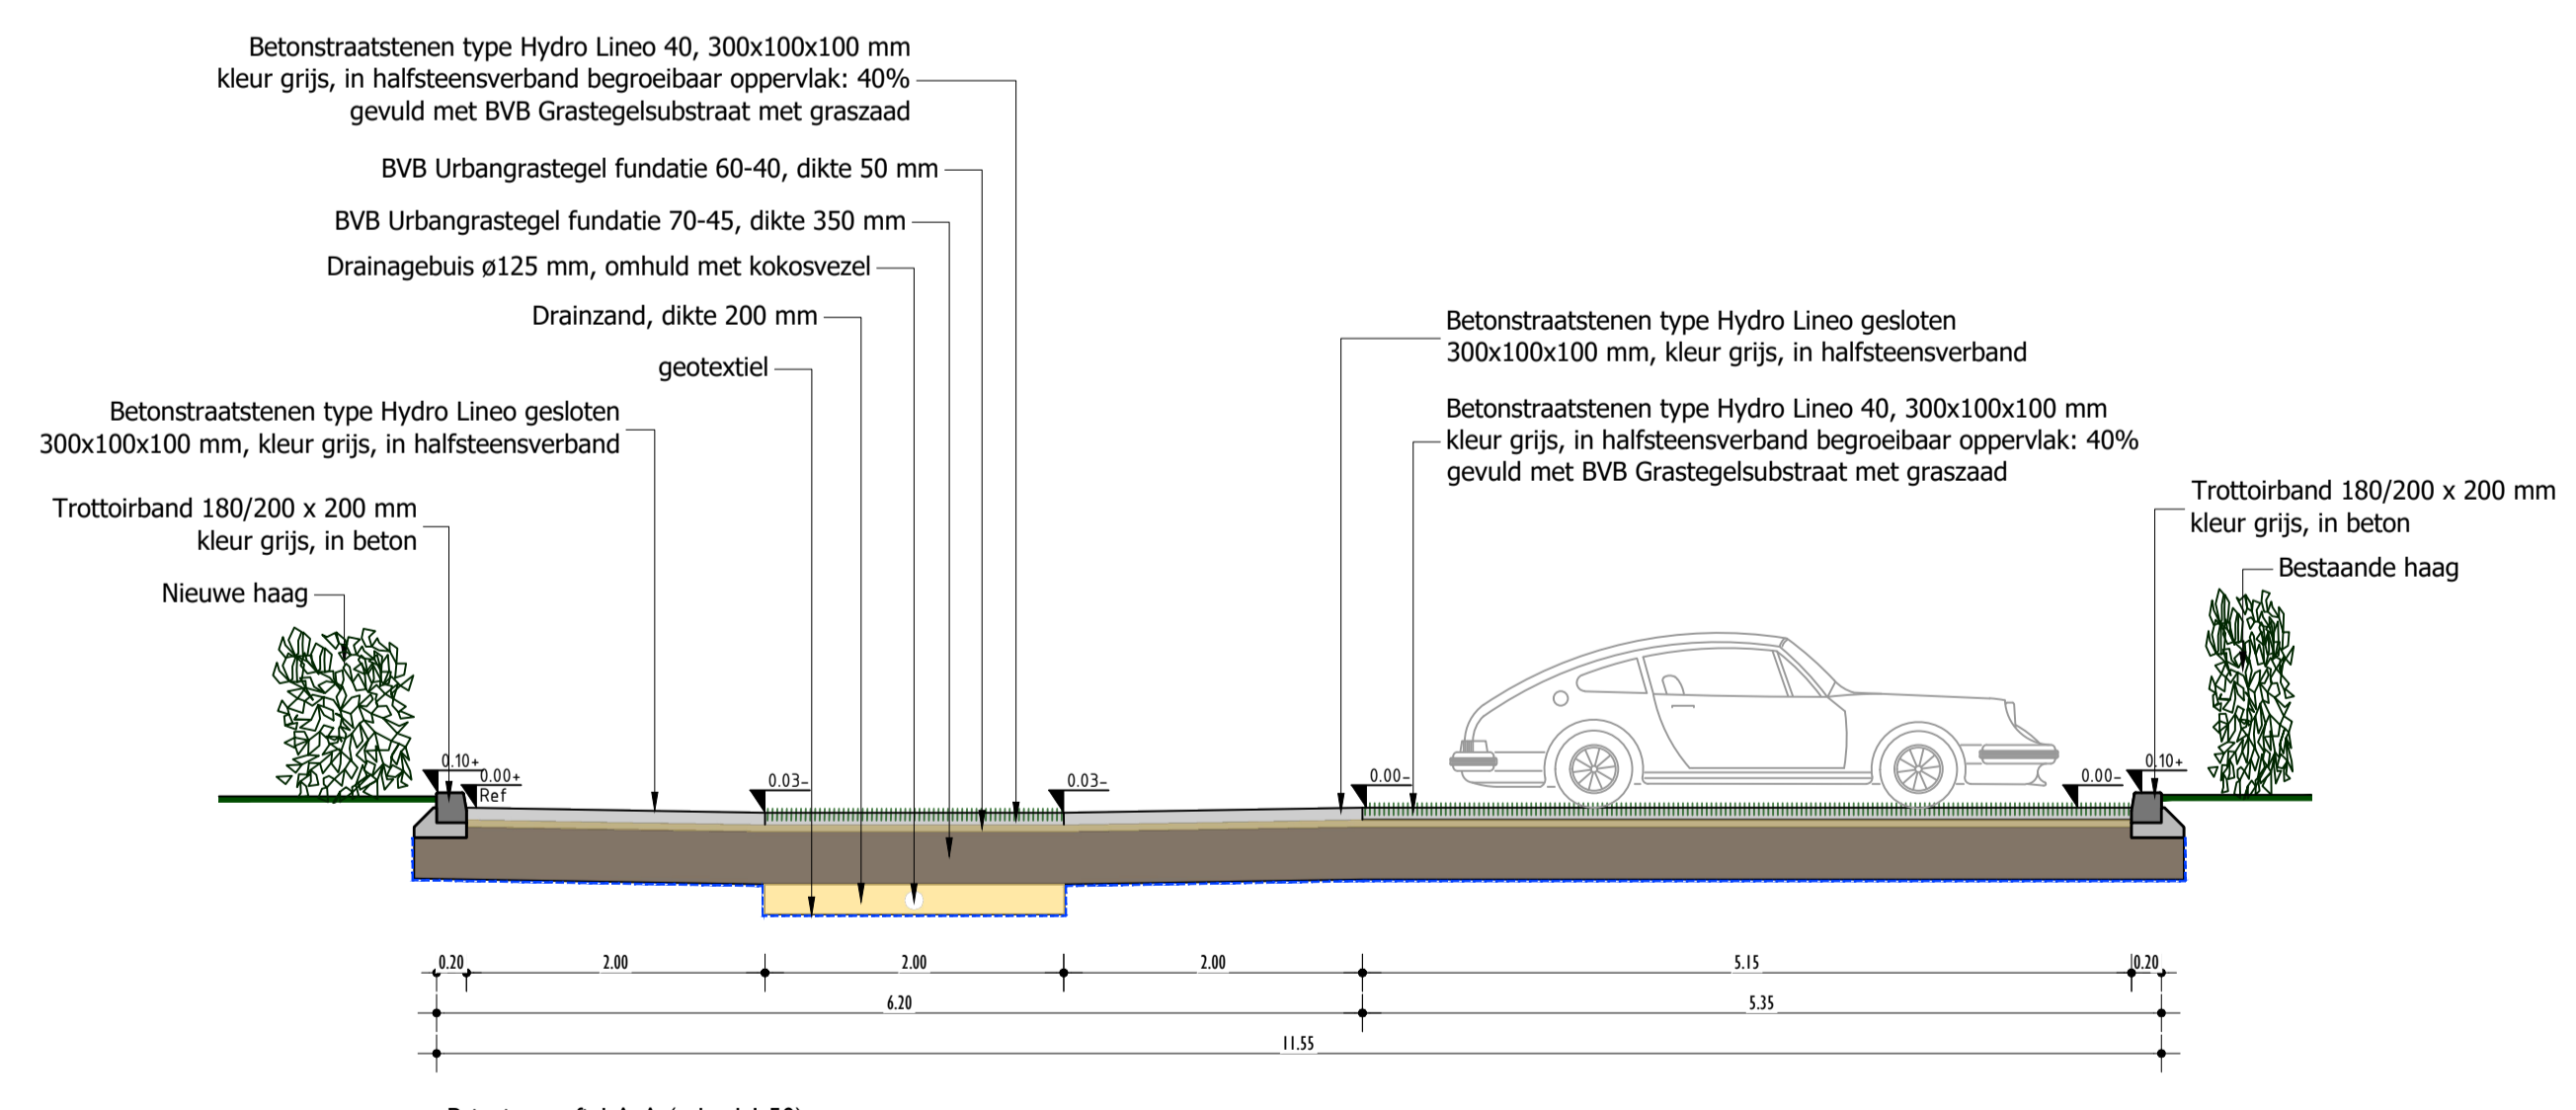 Betonstraatstenen type Hydro Lineo 40, 300x100x100 mm
kleur grijs, in halfsteensverband begroeibaar oppervlak: 40%
gevuld met BVB Grastegelsubstraat met graszaad
BVB Urbangrastegel fundatie 60-40, dikte 50 mm
BVB Urbangrastegel fundatie 70-45, dikte 350 mm
Drainagebuis ø125 mm, omhuld met kokosvezel
Drainzand, dikte 200 mm
geotextiel
Betonstraatstenen type Hydro Lineo gesloten
300x100x100 mm, kleur grijs, in halfsteensverband
Trottoirband 180/200 x 200 mm
kleur grijs, in beton
Nieuwe haag
Betonstraatstenen type Hydro Lineo gesloten
300x100x100 mm, kleur grijs, in halfsteensverband
Betonstraatstenen type Hydro Lineo 40, 300x100x100 mm
kleur grijs, in halfsteensverband begroeibaar oppervlak: 40%
gevuld met BVB Grastegelsubstraat met graszaad
Trottoirband 180/200 x 200 mm
kleur grijs, in beton
Bestaande haag
0.10+
0.00+
Ref
0.03-
0.03-
0.00-
0.00-
0.10+
0.20 2.00 2.00 2.00 5.15 0.20
6.20 5.35
11.55